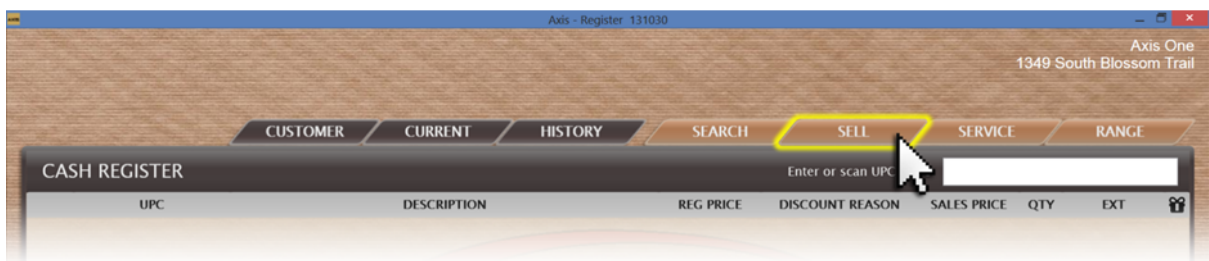 Axis - Register 131030
Axis One
1349 South Blossom Trail
CUSTOMER CURRENT HISTORY SEARCH SELL SERVICE RANGE
CASH REGISTER Enter or scan UPC
UPC DESCRIPTION REG PRICE DISCOUNT REASON SALES PRICE QTY EXT